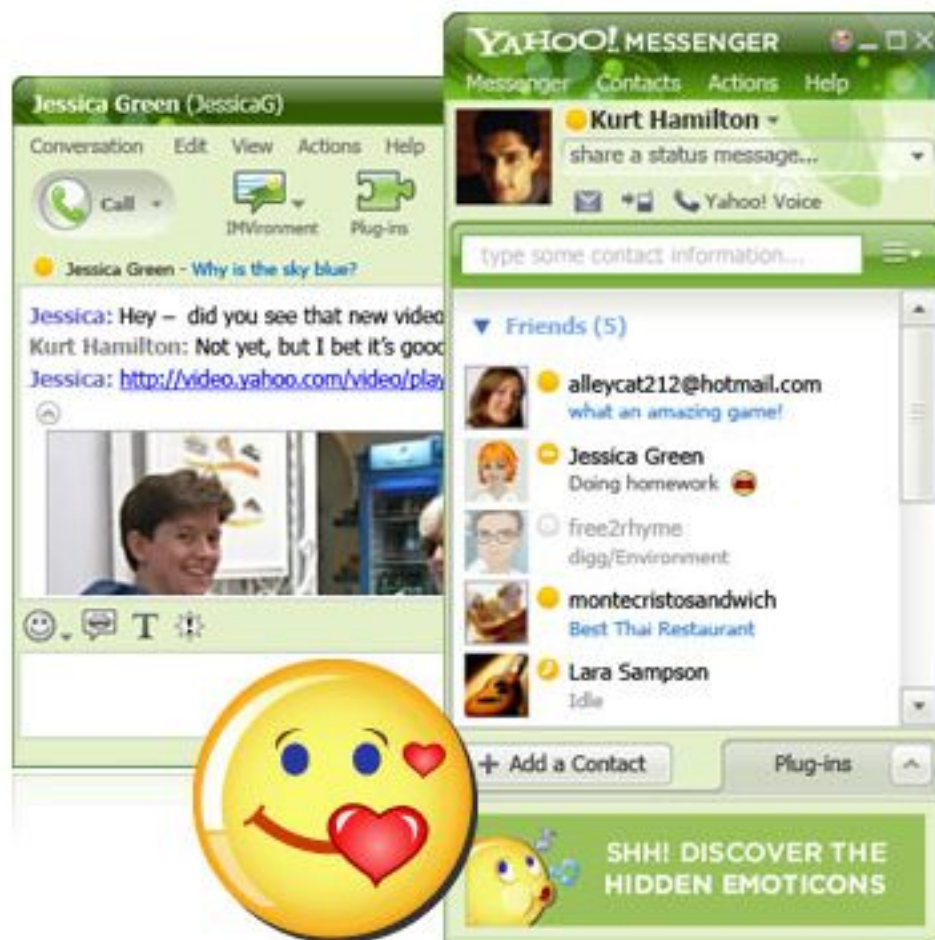 Jessica Green (JessicaG)
Conversation Edit View Actions Help
Call
IMVironment Plug-ins
Jessica Green - Why is the sky blue?
Jessica: Hey – did you see that new video
Kurt Hamilton: Not yet, but I bet it's good
Jessica: http://video.yahoo.com/video/play
T
YAHOO! MESSENGER
Messenger Contacts Actions Help
Kurt Hamilton
share a status message...
Yahoo! Voice
type some contact information...
Friends (5)
alleycat212@hotmail.com
what an amazing game!
Jessica Green
Doing homework
free2rhyme
digg/Environment
montecristosandwich
Best Thai Restaurant
Lara Sampson
Idle
+ Add a Contact
Plug-ins
SHH! DISCOVER THE
HIDDEN EMOTICONS